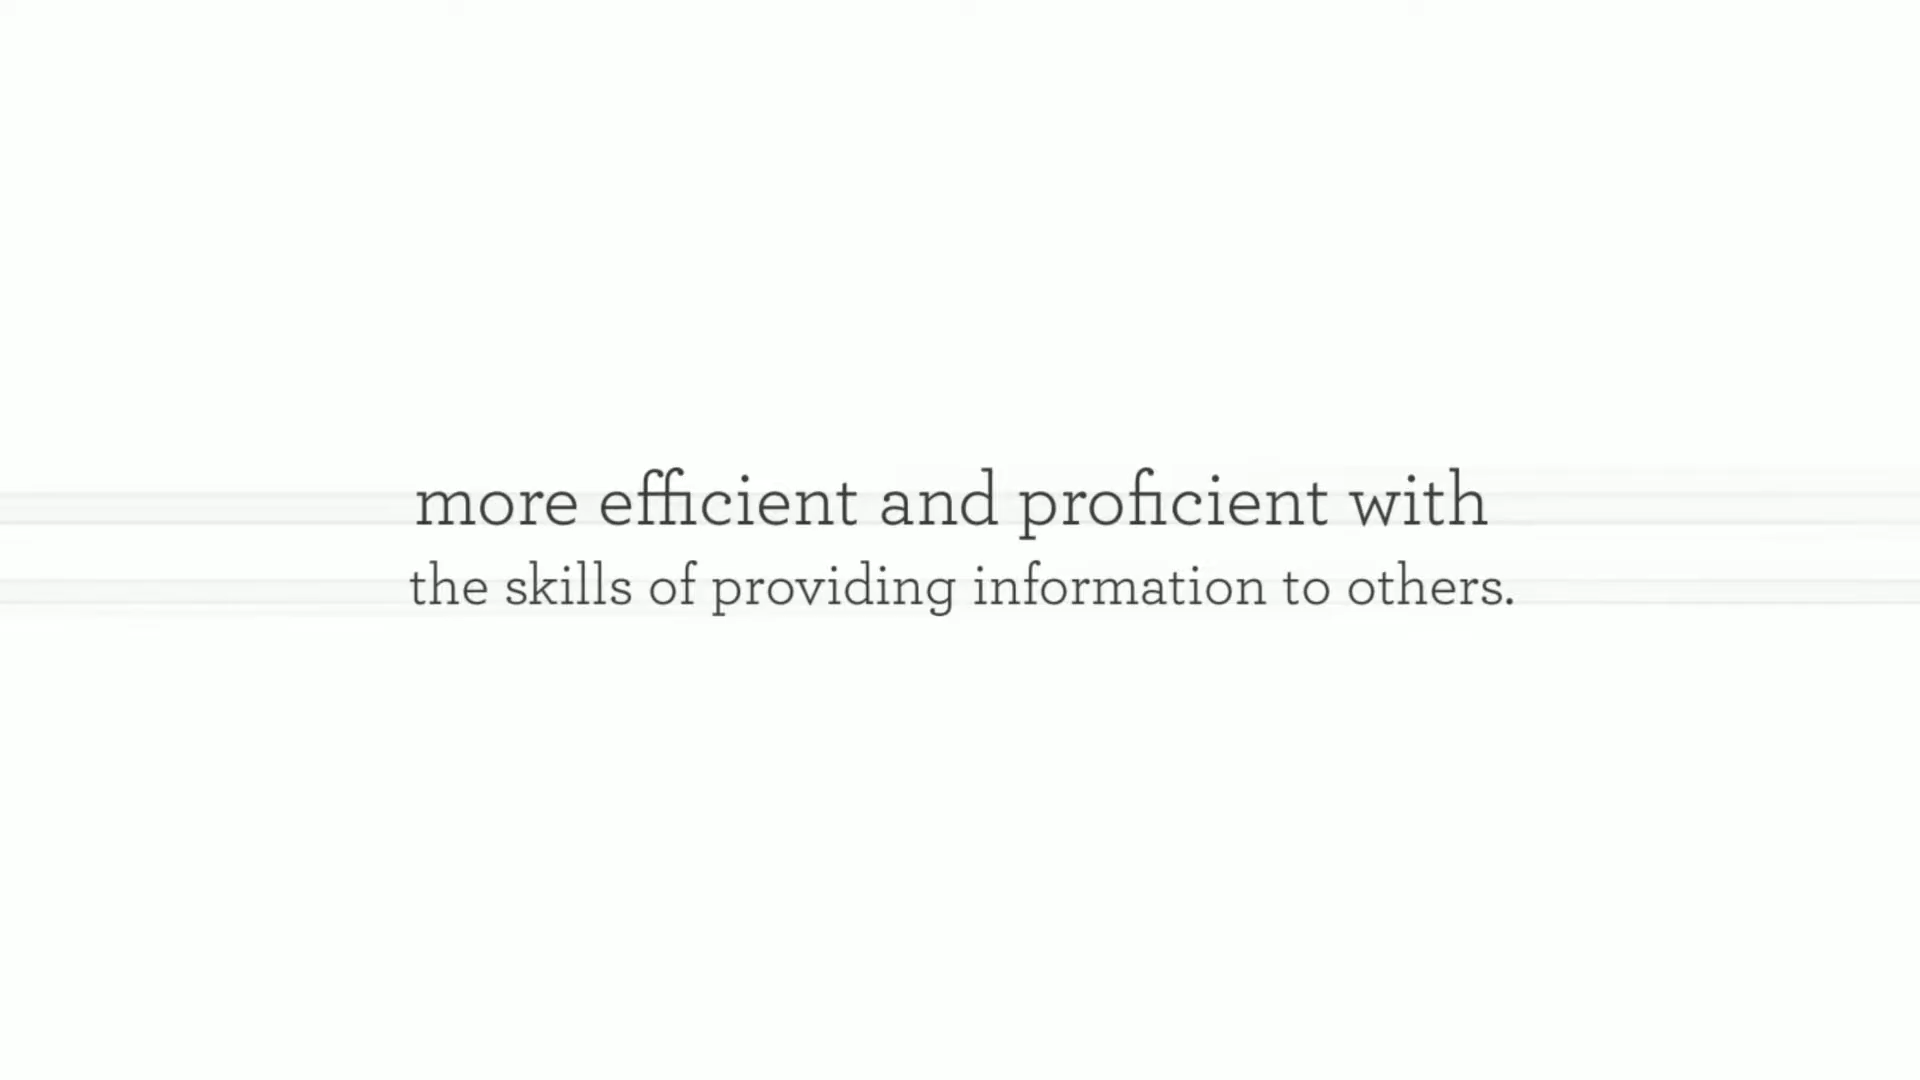 more efficient and proficient with
the skills of providing information to others.